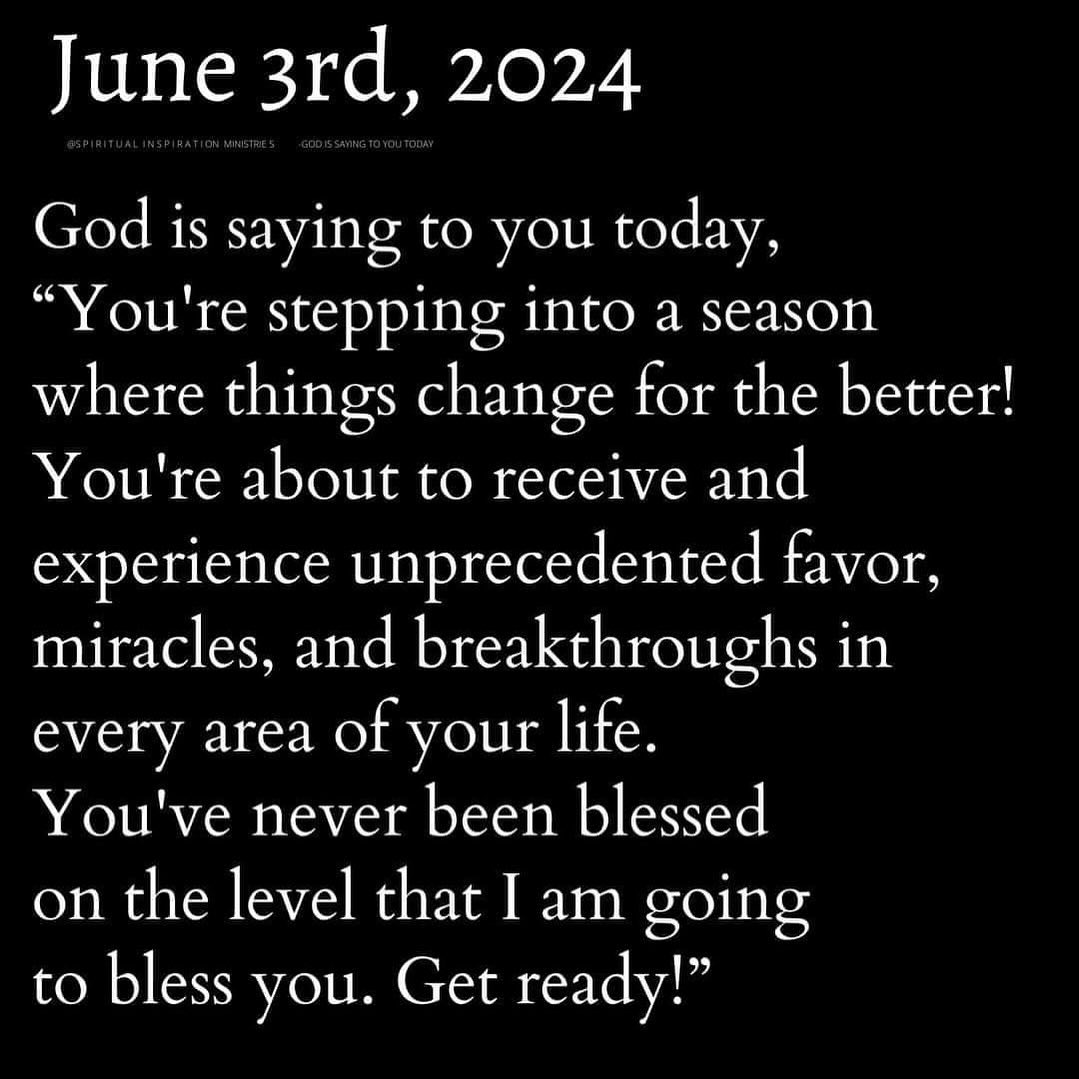 June 3rd, 2024
@SPIRITUAL INSPIRATION MINISTRIES -GOD IS SAYING TO YOU TODAY
God is saying to you today,
“You're stepping into a season
where things change for the better!
You're about to receive and
experience unprecedented favor,
miracles, and breakthroughs in
every area of your life.
You've never been blessed
on the level that I am going
to bless you. Get ready!”